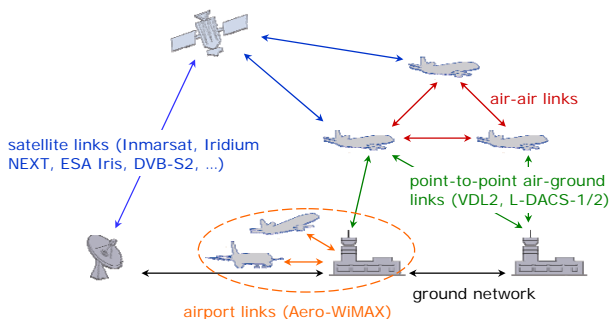 air-air links
satellite links (Inmarsat, Iridium
NEXT, ESA Iris, DVB-S2, ...)
point-to-point air-ground
links (VDL2, L-DACS-1/2)
ground network
airport links (Aero-WiMAX)